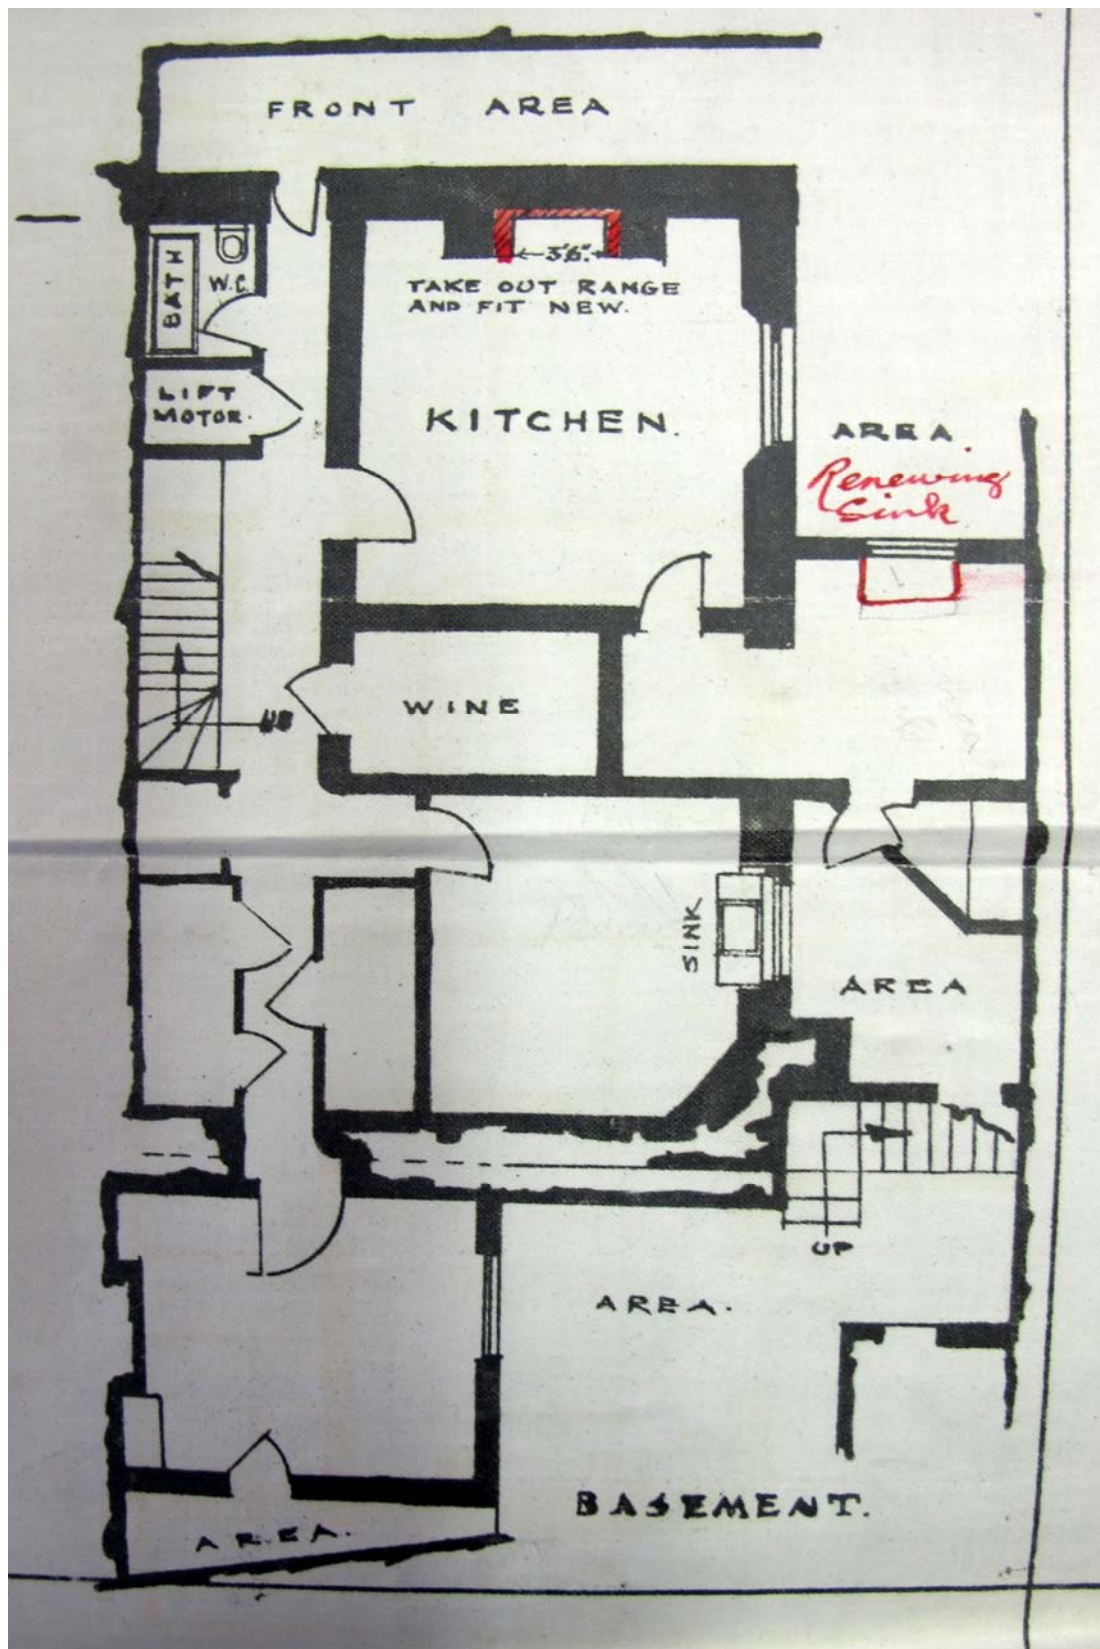 FRONT AREA
BATH
W.C.
3'6"
TAKE OUT RANGE
AND FIT NEW.
LIFT
MOTOR.
KITCHEN.
AREA.
Renewing
Sink
WINE
UP
SINK
AREA
UP
AREA.
BASEMENT.
AREA.